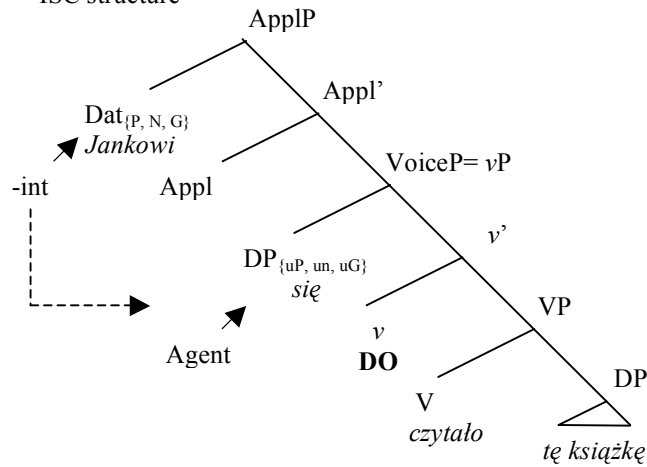 ISC structure
ApplP
Appl’
Dat{P, N, G}
Jankowi
VoiceP= vP
-int
Appl
v’
DP{uP, un, uG}
się
VP
v
DO
Agent
DP
V
czytało
tę książkę